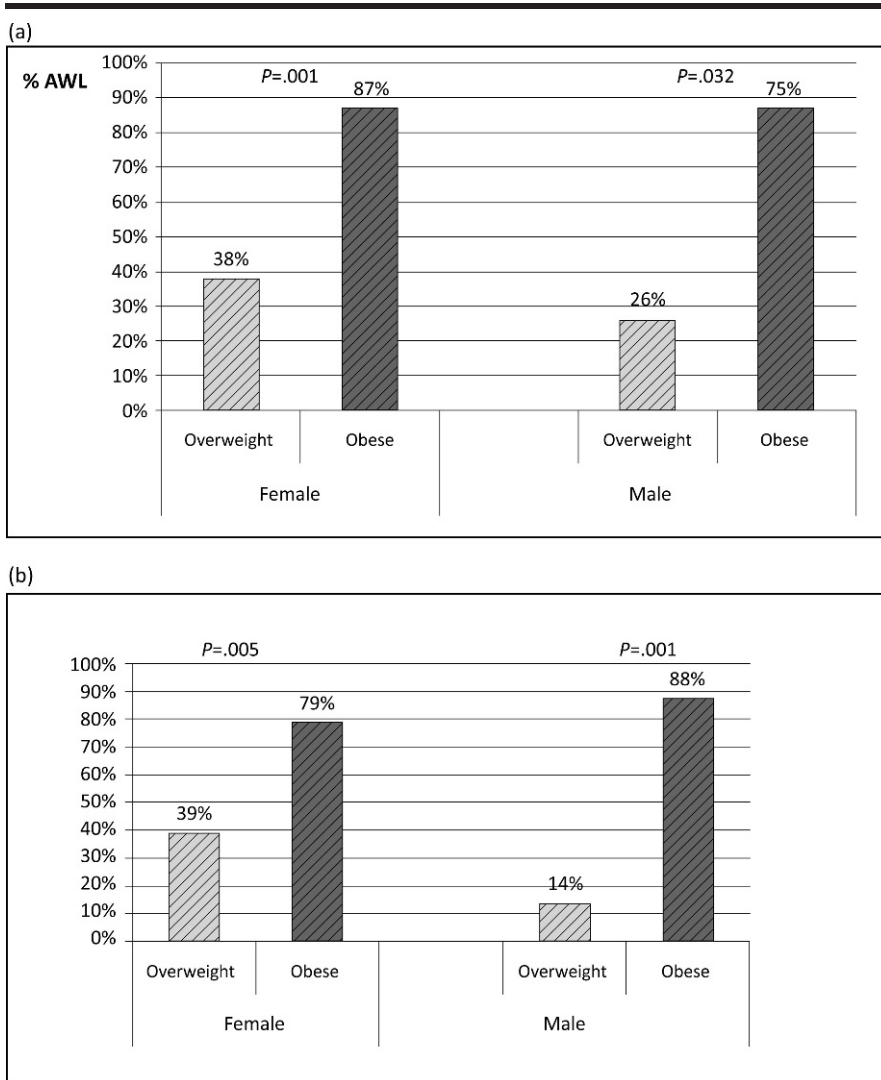 (a)
% AWL
P=.001
P=.032
100%
90%
80%
70%
60%
50%
40%
30%
20%
10%
0%
38%
87%
26%
75%
Overweight
Obese
Overweight
Obese
Female
Male
(b)
P=.005
P=.001
100%
90%
80%
70%
60%
50%
40%
30%
20%
10%
0%
39%
79%
14%
88%
Overweight
Obese
Overweight
Obese
Female
Male